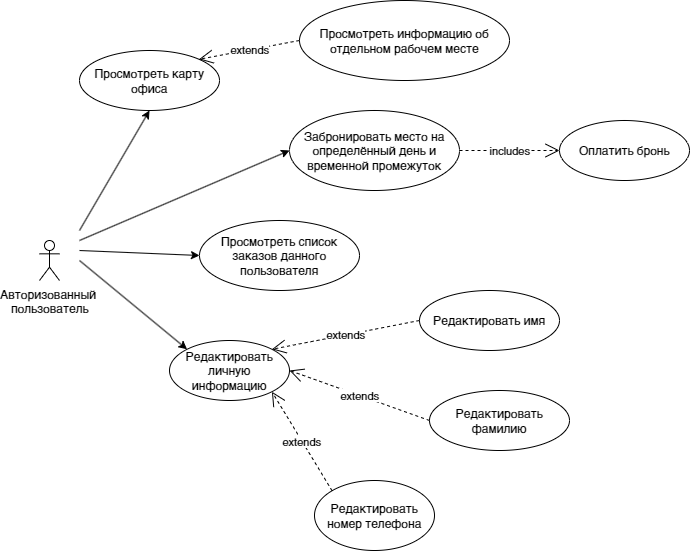 Просмотреть информацию об
отдельном рабочем месте
extends
Просмотреть карту
офиса
Забронировать место на
определённый день и
временной промежуток
includes
Оплатить бронь
Просмотреть список
заказов данного
пользователя
Авторизованный
пользователь
Редактировать имя
extends
Редактировать
личную
информацию
extends
Редактировать
фамилию
extends
Редактировать
номер телефона